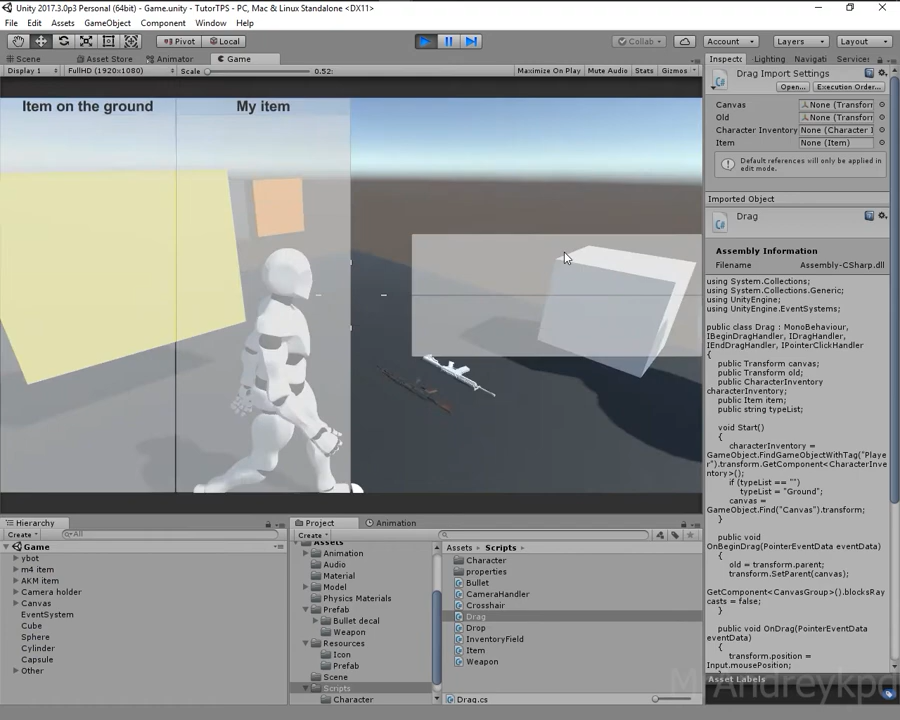 Unity 2017.3.0p3 Personal (64bit) - Game.unity - TutorTPS - PC, Mac & Linux Standalone <DX11>
File Edit Assets GameObject Component Window Help
Pivot Local Collab Account Layers Layout
Scene Asset Store Animator Game Inspecto Lighting Navigati Services
Display 1 FullHD (1920x1080) Scale 0.52: Maximize On Play Mute Audio Stats Gizmos
Drag Import Settings
Open... Execution Order...
Canvas None (Transfor
Old None (Transfor
Character Inventory None (Character I
Item None (Item)
Default references will only be applied in
edit mode.
Imported Object
Drag
Assembly Information
Filename Assembly-CSharp.dll
using System.Collections;
using System.Collections.Generic;
using UnityEngine;
using UnityEngine.EventSystems;
public class Drag : MonoBehaviour,
IBeginDragHandler, IDragHandler,
IEndDragHandler, IPointerClickHandler
{
public Transform canvas;
public Transform old;
public CharacterInventory
characterInventory;
public Item item;
public string typeList;
void Start()
{
characterInventory =
GameObject.FindGameObjectWithTag("Playe
r").transform.GetComponent<CharacterInve
ntory>();
if (typeList == "")
typeList = "Ground";
canvas =
GameObject.Find("Canvas").transform;
}
public void
OnBeginDrag(PointerEventData eventData)
{
old = transform.parent;
transform.SetParent(canvas);
GetComponent<CanvasGroup>().blocksRay
casts = false;
}
public void OnDrag(PointerEventData
eventData)
{
transform.position =
Input.mousePosition;
Asset Labels
Item on the ground My item
Hierarchy
Create All
Game
ybot
m4 item
AKM item
Camera holder
Canvas
EventSystem
Cube
Sphere
Cylinder
Capsule
Other
Project Animation
Create
Assets
Animation
Audio
Material
Model
Physics Materials
Prefab
Bullet decal
Weapon
Resources
Icon
Prefab
Scene
Scripts
Character
Assets Scripts
Character
properties
Bullet
CameraHandler
Crosshair
Drag
Drop
InventoryField
Item
Weapon
Drag.cs